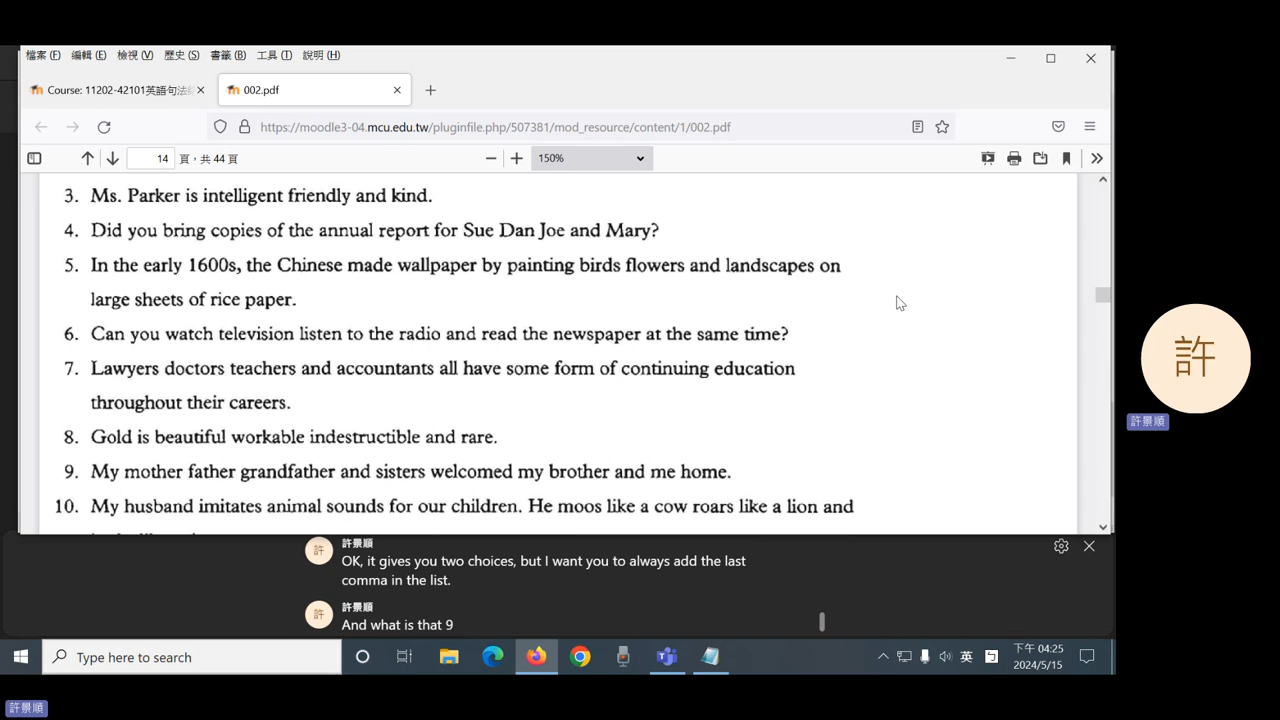 檔案 (F) 編輯 (E) 檢視 (V) 歷史 (S) 書籤 (B) 工具 (T) 說明 (H)
Course: 11202-42101英語句法
002.pdf
https://moodle3-04.mcu.edu.tw/pluginfile.php/507381/mod_resource/content/1/002.pdf
14 頁，共 44 頁
150%
3. Ms. Parker is intelligent friendly and kind.
4. Did you bring copies of the annual report for Sue Dan Joe and Mary?
5. In the early 1600s, the Chinese made wallpaper by painting birds flowers and landscapes on
large sheets of rice paper.
6. Can you watch television listen to the radio and read the newspaper at the same time?
7. Lawyers doctors teachers and accountants all have some form of continuing education
throughout their careers.
8. Gold is beautiful workable indestructible and rare.
9. My mother father grandfather and sisters welcomed my brother and me home.
10. My husband imitates animal sounds for our children. He moos like a cow roars like a lion and
許
許景順
許
許景順
OK, it gives you two choices, but I want you to always add the last
comma in the list.
許
許景順
And what is that 9
Type here to search
英
下午 04:25
2024/5/15
許景順